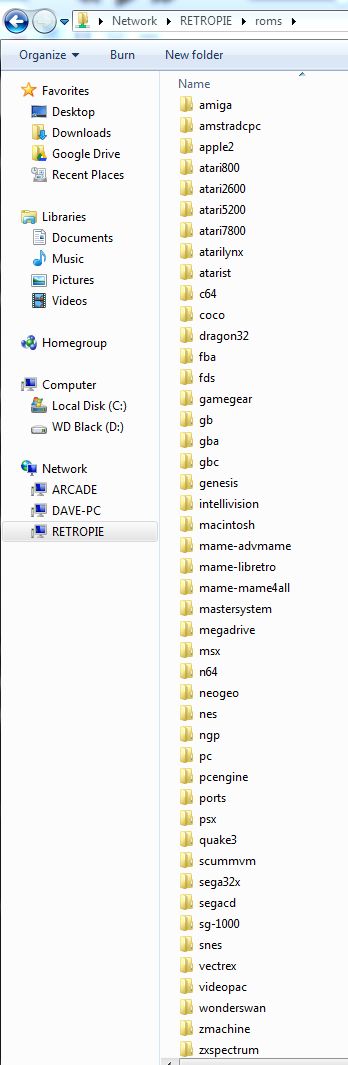 Network ▸ RETROPIE ▸ roms ▸
Organize ▾ Burn New folder
Favorites
Desktop
Downloads
Google Drive
Recent Places
Libraries
Documents
Music
Pictures
Videos
Homegroup
Computer
Local Disk (C:)
WD Black (D:)
Network
ARCADE
DAVE-PC
RETROPIE
Name
amiga
amstradcpc
apple2
atari800
atari2600
atari5200
atari7800
atarilynx
atarist
c64
coco
dragon32
fba
fds
gamegear
gb
gba
gbc
genesis
intellivision
macintosh
mame-advmame
mame-libretro
mame-mame4all
mastersystem
megadrive
msx
n64
neogeo
nes
ngp
pc
pcengine
ports
psx
quake3
scummvm
sega32x
segacd
sg-1000
snes
vectrex
videopac
wonderswan
zmachine
zxspectrum